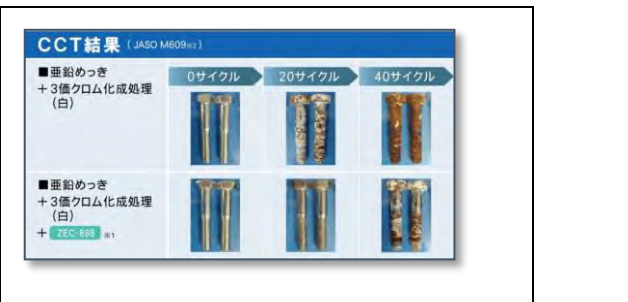 CCT結果 (JASO M609※2)
■亜鉛めっき
+3価クロム化成処理
(白)
0サイクル
20サイクル
40サイクル
■亜鉛めっき
+3価クロム化成処理
(白)
+ ZEC-888 ※1